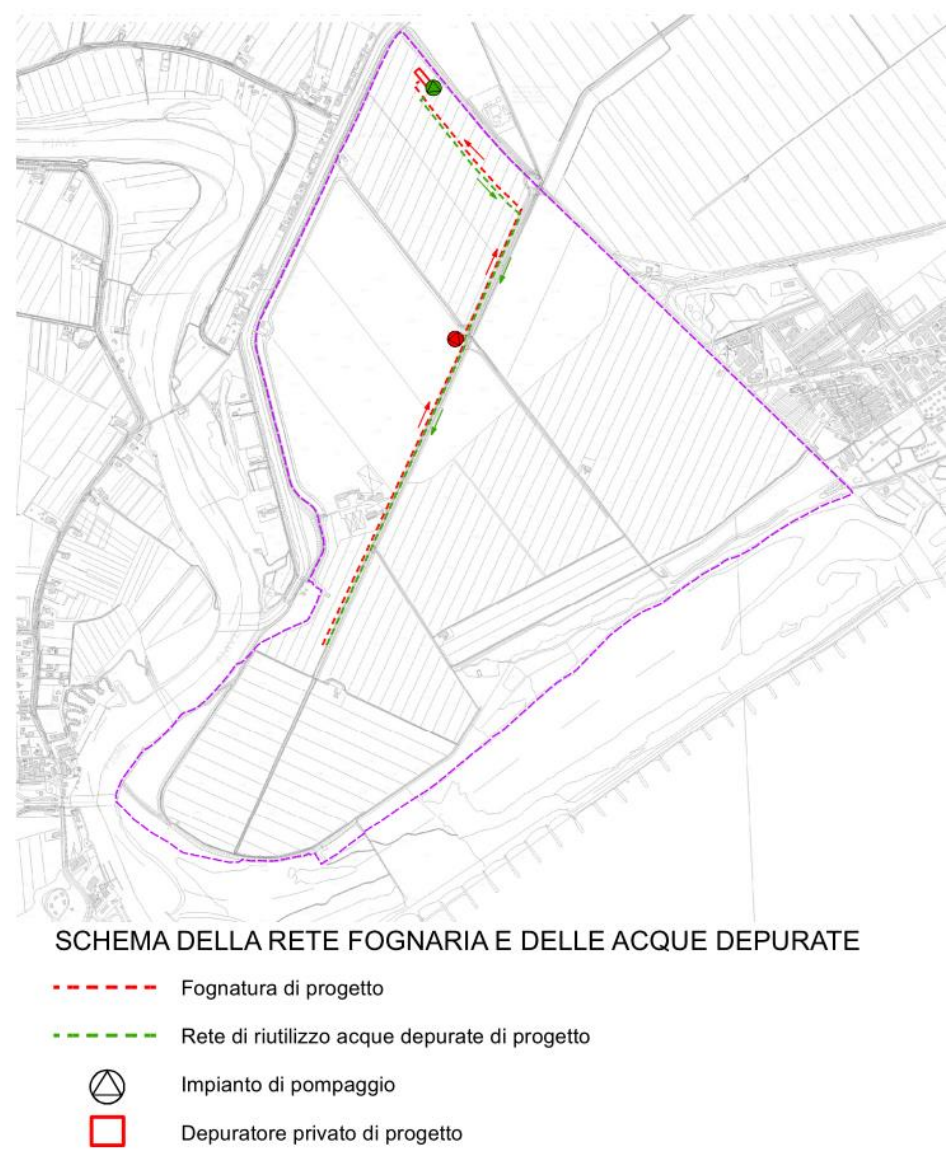 PIAVE
SCHEMA DELLA RETE FOGNARIA E DELLE ACQUE DEPURATE
Fognatura di progetto
Rete di riutilizzo acque depurate di progetto
Impianto di pompaggio
Depuratore privato di progetto